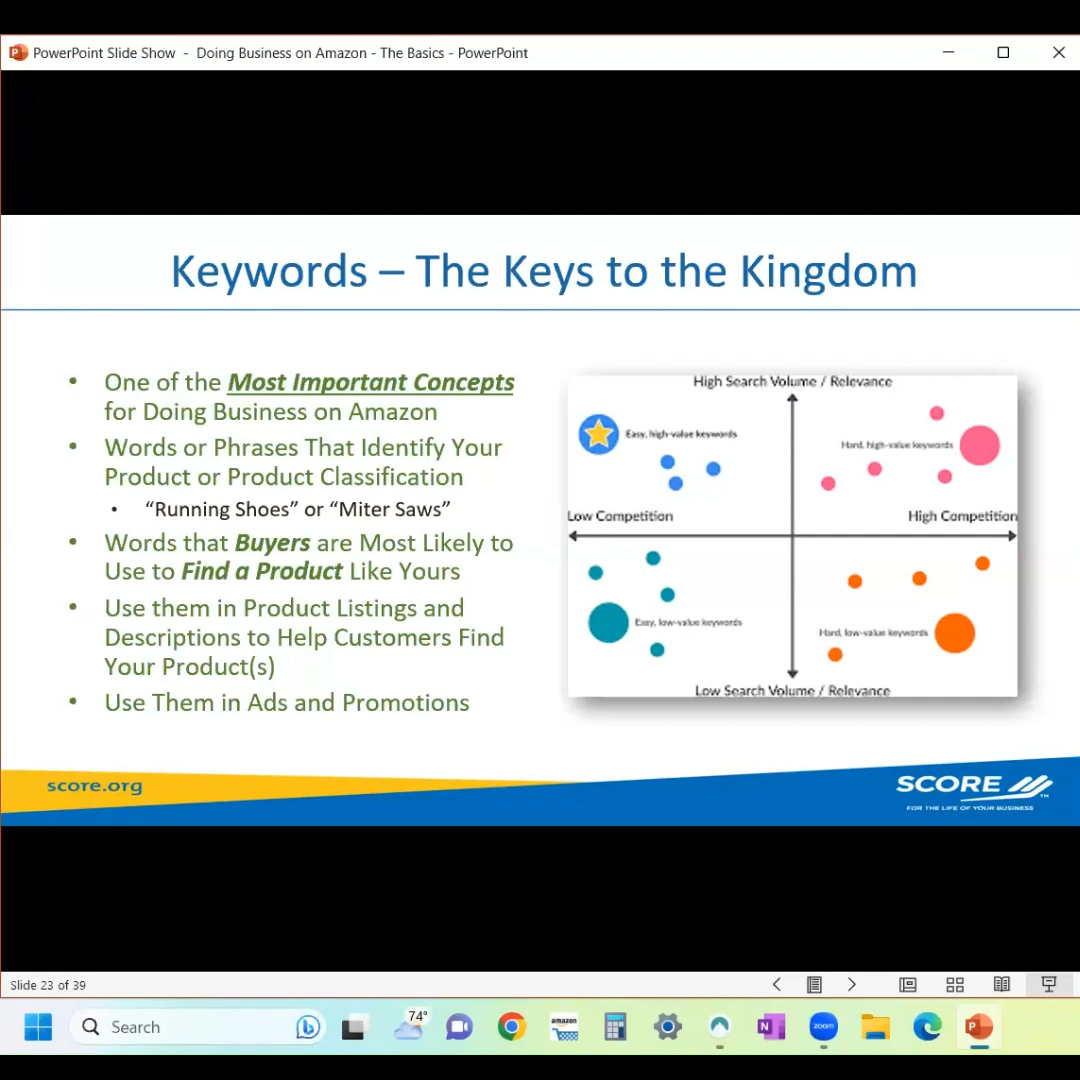 PowerPoint Slide Show - Doing Business on Amazon - The Basics - PowerPoint
Keywords – The Keys to the Kingdom
• One of the Most Important Concepts
for Doing Business on Amazon
• Words or Phrases That Identify Your
Product or Product Classification
• “Running Shoes” or “Miter Saws”
• Words that Buyers are Most Likely to
Use to Find a Product Like Yours
• Use them in Product Listings and
Descriptions to Help Customers Find
Your Product(s)
• Use Them in Ads and Promotions
High Search Volume / Relevance
Easy, high-value keywords
Hard, high-value keywords
Low Competition
High Competition
Easy, low-value keywords
Hard, low-value keywords
Low Search Volume / Relevance
score.org
SCORE
TM
FOR THE LIFE OF YOUR BUSINESS
Slide 23 of 39
Search
74°
amazon
N
zoom
P